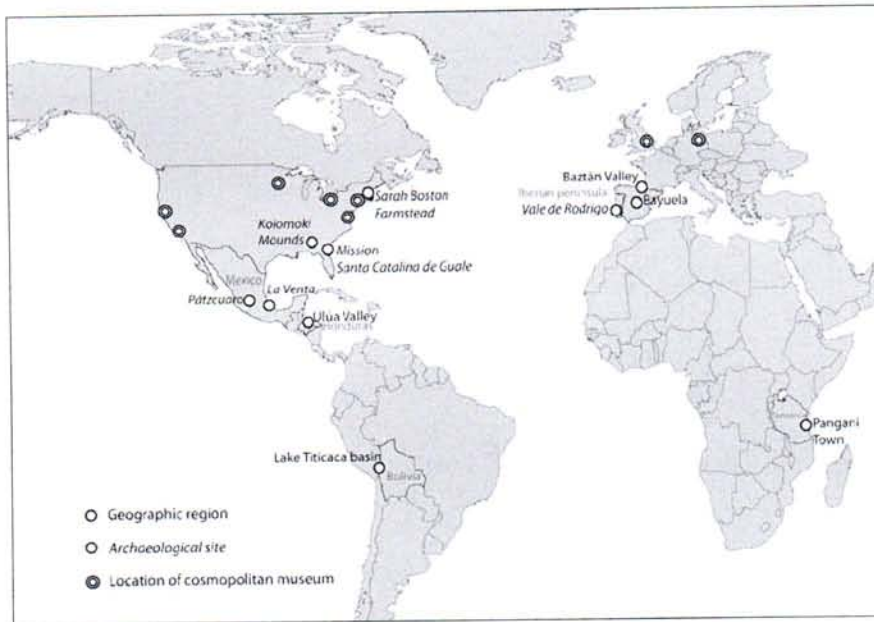 Sarah Boston
Farmstead
Kolomoki
Mounds
Mission
Santa Catalina de Guale
Mexico
La Venta
Pátzcuaro
Ulúa Valley
Honduras
Lake Titicaca basin
Bolivia
Baztán Valley
Iberian peninsula
Bayuela
Vale de Rodrigo
Pangani
Town
Geographic region
Archaeological site
Location of cosmopolitan museum